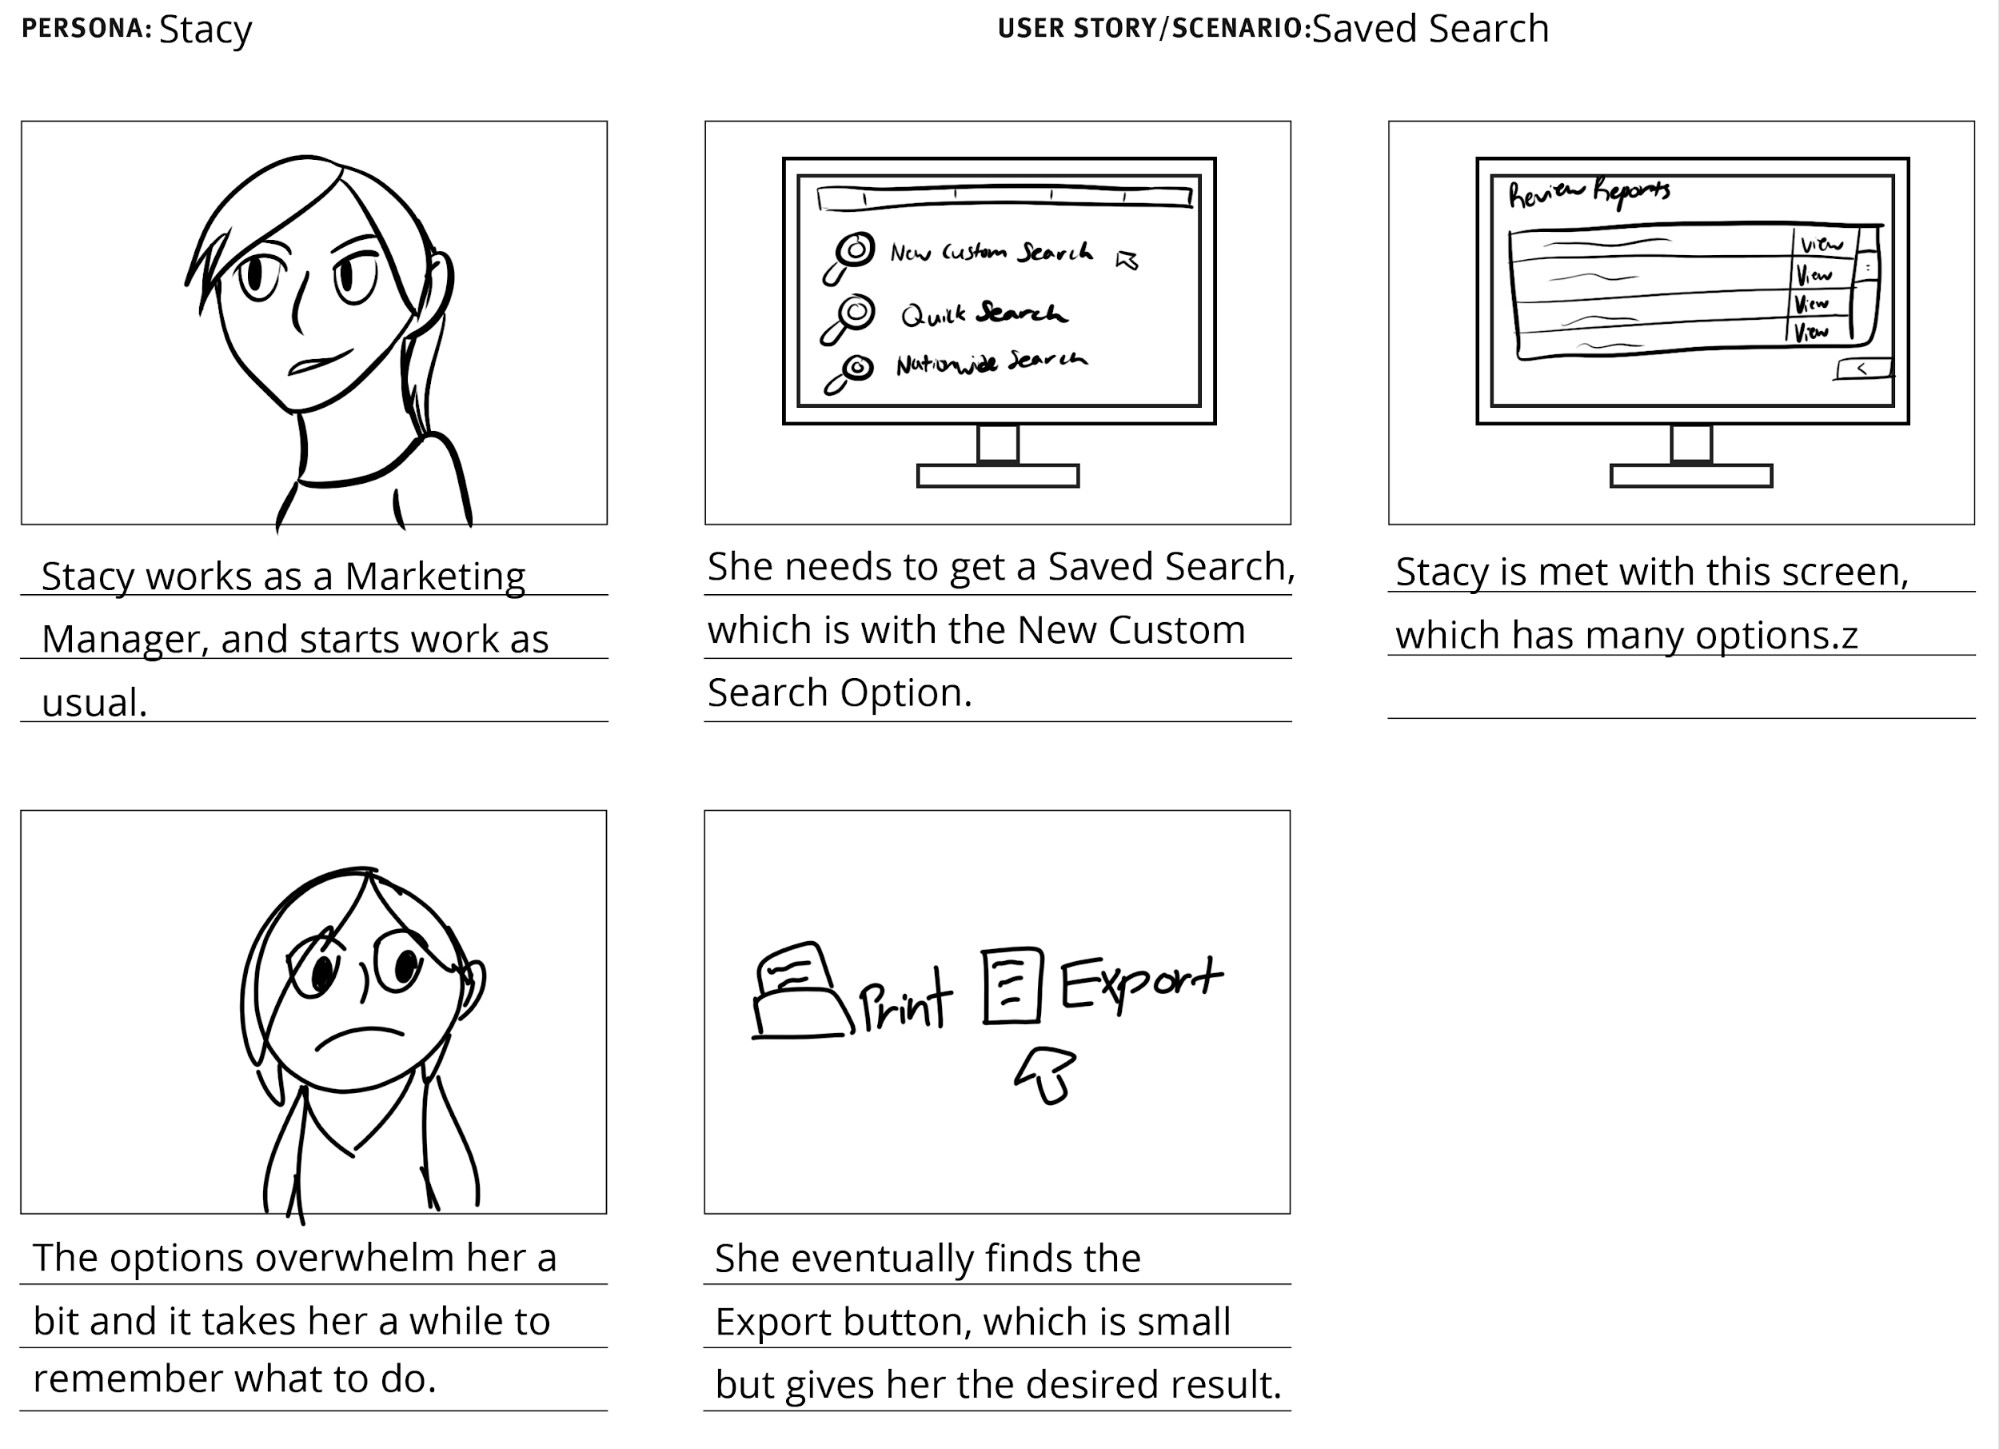 PERSONA: Stacy
USER STORY/SCENARIO: Saved Search
Stacy works as a Marketing
Manager, and starts work as
usual.
New Custom Search
Quick Search
Nationwide Search
She needs to get a Saved Search,
which is with the New Custom
Search Option.
Review Reports
View
View
View
View
<
Stacy is met with this screen,
which has many options.z
The options overwhelm her a
bit and it takes her a while to
remember what to do.
Print Export
She eventually finds the
Export button, which is small
but gives her the desired result.